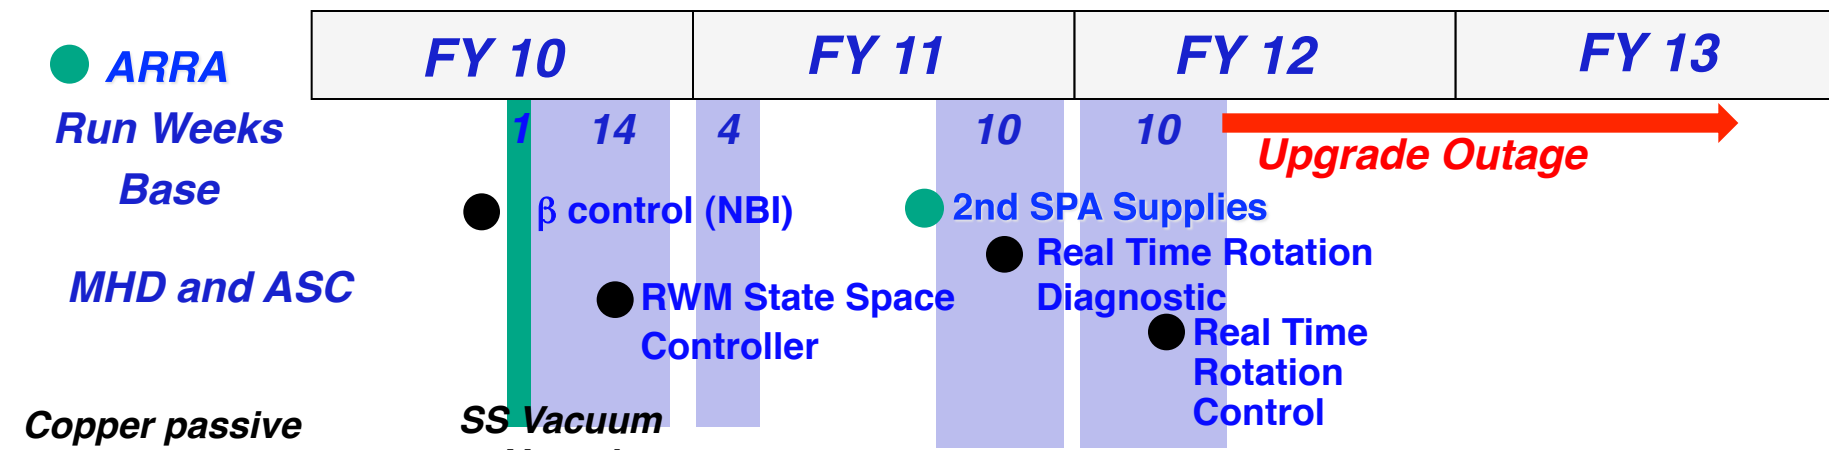 FY 10 FY 11 FY 12 FY 13
ARRA
Run Weeks 1 14 4 10 10
Upgrade Outage
Base
β control (NBI) 2nd SPA Supplies
Real Time Rotation
Diagnostic
MHD and ASC
RWM State Space
Controller
Real Time
Rotation
Control
Copper passive SS Vacuum